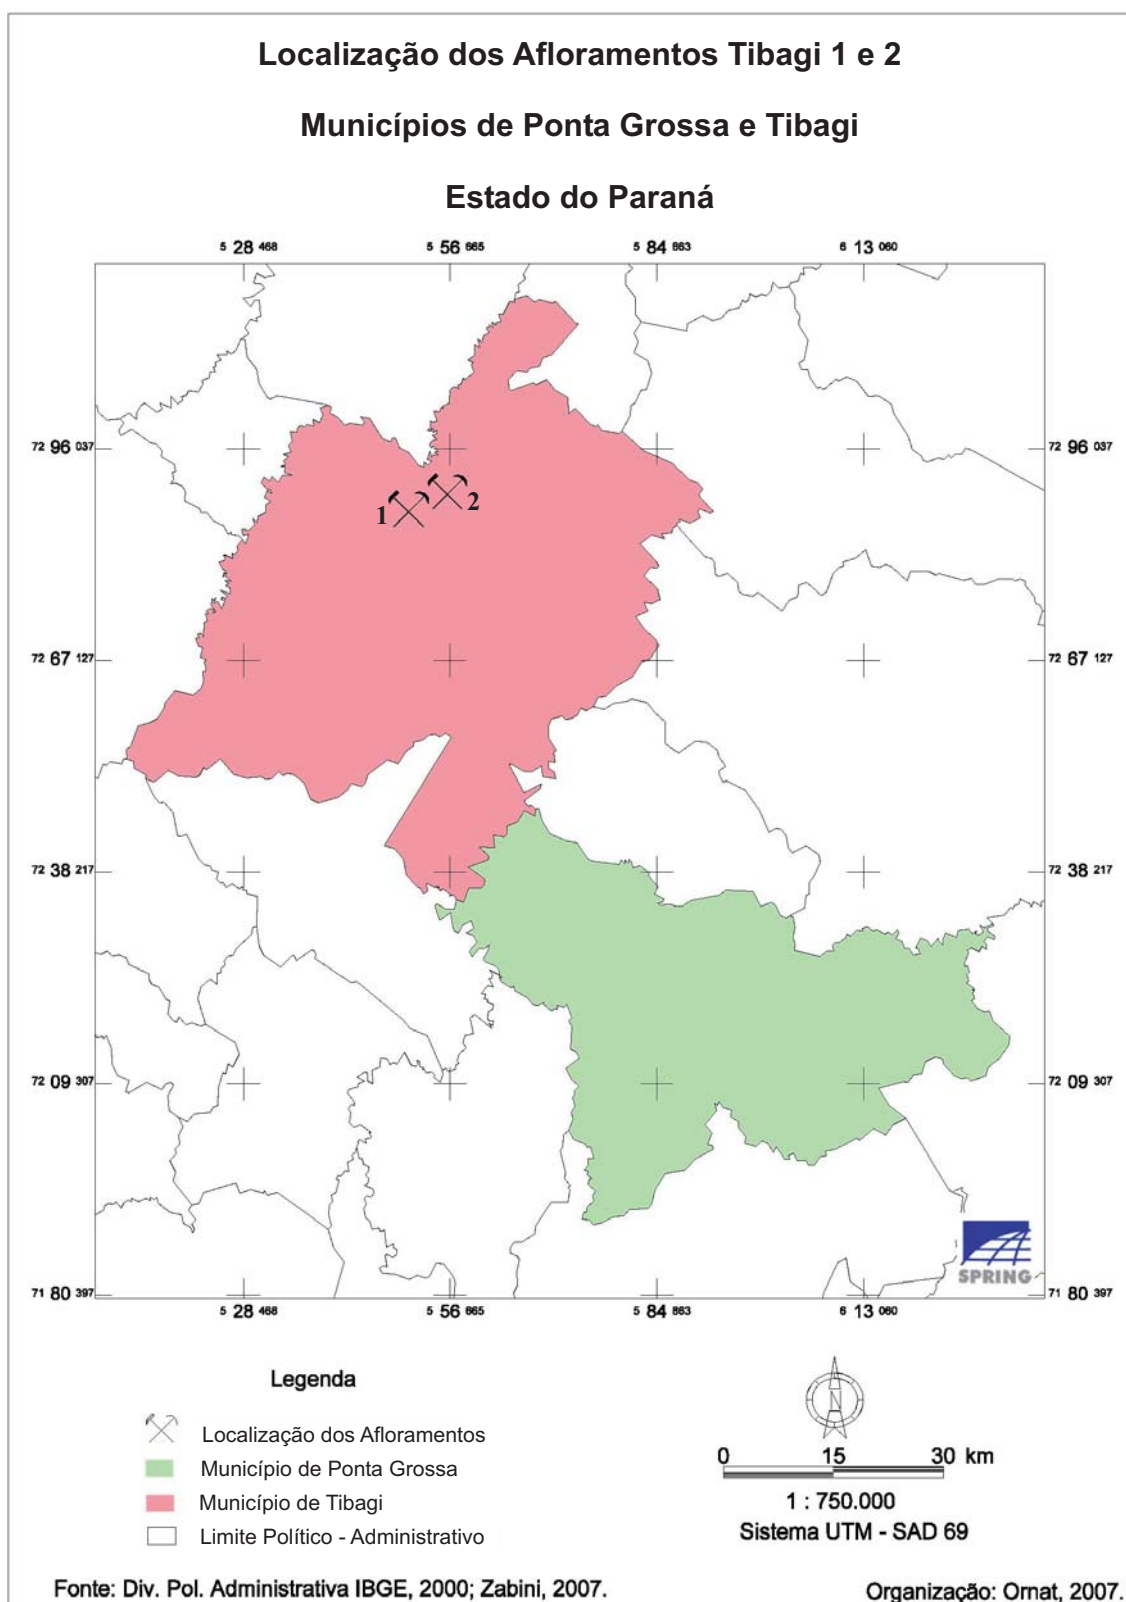 Localização dos Afloramentos Tibagi 1 e 2
Municípios de Ponta Grossa e Tibagi
Estado do Paraná
5 28 468 5 56 665 5 84 863 6 13 060
72 96 037 72 96 037
1 2
72 67 127 72 67 127
72 38 217 72 38 217
72 09 307 72 09 307
SPRING
71 80 397 71 80 397
5 28 468 5 56 665 5 84 863 6 13 060
Legenda
Localização dos Afloramentos
Município de Ponta Grossa
Município de Tibagi
Limite Político - Administrativo
N
0 15 30 km
1 : 750.000
Sistema UTM - SAD 69
Fonte: Div. Pol. Administrativa IBGE, 2000; Zabini, 2007.
Organização: Ornat, 2007.